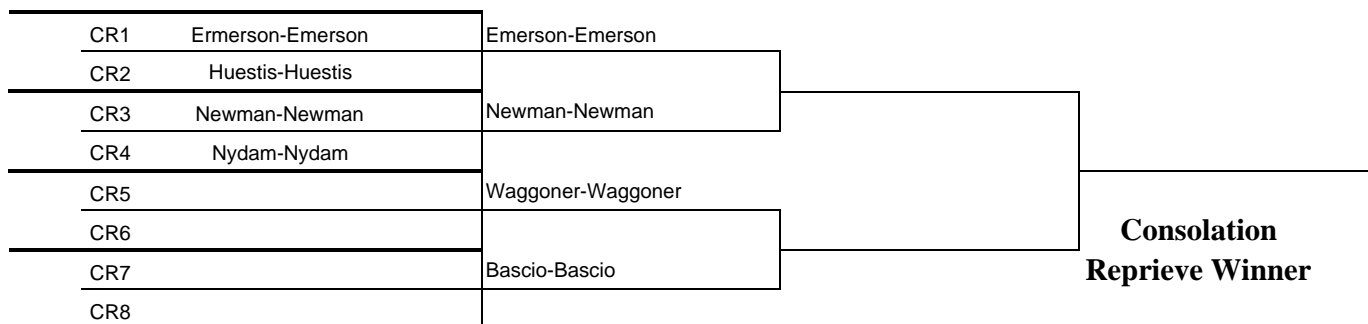 CR1 Ermerson-Emerson Emerson-Emerson
CR2 Huestis-Huestis
CR3 Newman-Newman Newman-Newman
CR4 Nydam-Nydam
CR5 Waggoner-Waggoner
CR6
CR7 Bascio-Bascio
CR8
Consolation
Reprieve Winner